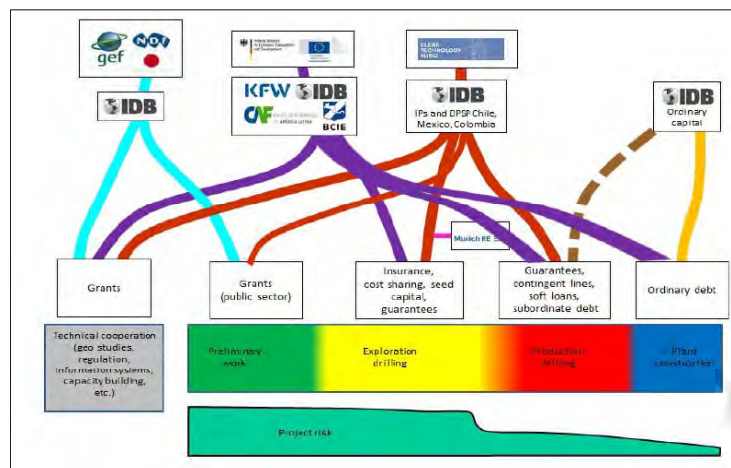 gef
NDF
CLEAN
TECHNOLOGY
FUND
IDB
KFW IDB
CAF
BCIE
IDB
IPs and DPSP Chile,
Mexico, Colombia
IDB
Ordinary
capital
Munich RE
Grants
Grants
(public sector)
Insurance,
cost sharing, seed
capital,
guarantees
Guarantees,
contingent lines,
soft loans,
subordinate debt
Ordinary debt
Technical cooperation
(geo studies,
regulation,
information systems,
capacity building,
etc.)
Preliminary
work
Exploration
drilling
Production
drilling
Plant
construction
Project risk